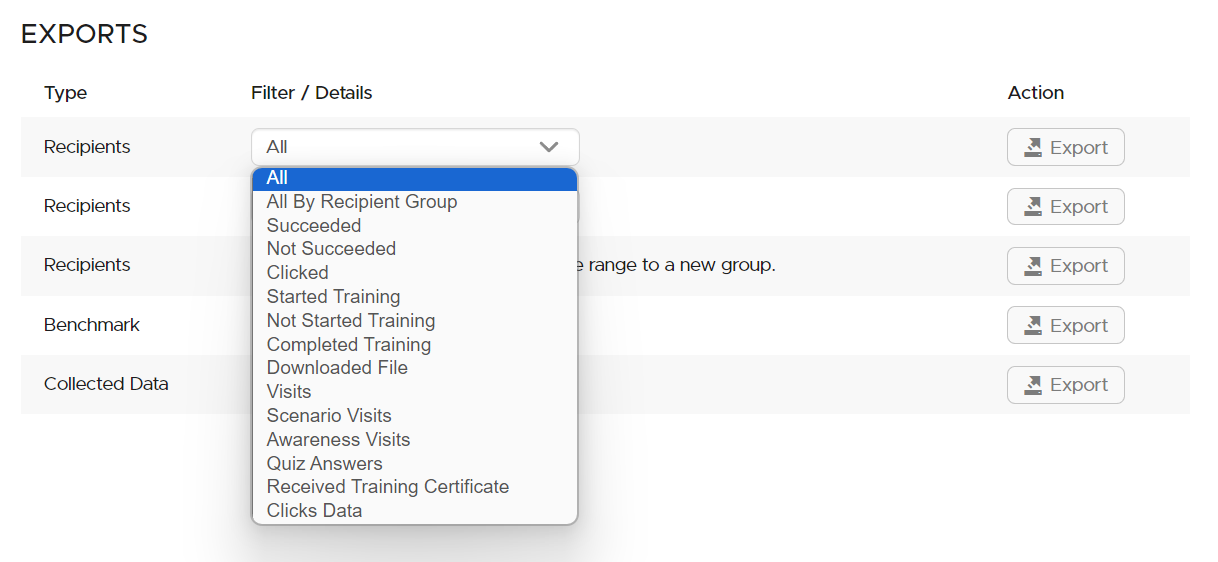 EXPORTS
Type Filter / Details Action
Recipients All Export
All
All By Recipient Group
Recipients Export
Succeeded
Not Succeeded
Recipients range to a new group. Export
Clicked
Started Training
Not Started Training
Benchmark Export
Completed Training
Downloaded File
Collected Data Export
Visits
Scenario Visits
Awareness Visits
Quiz Answers
Received Training Certificate
Clicks Data